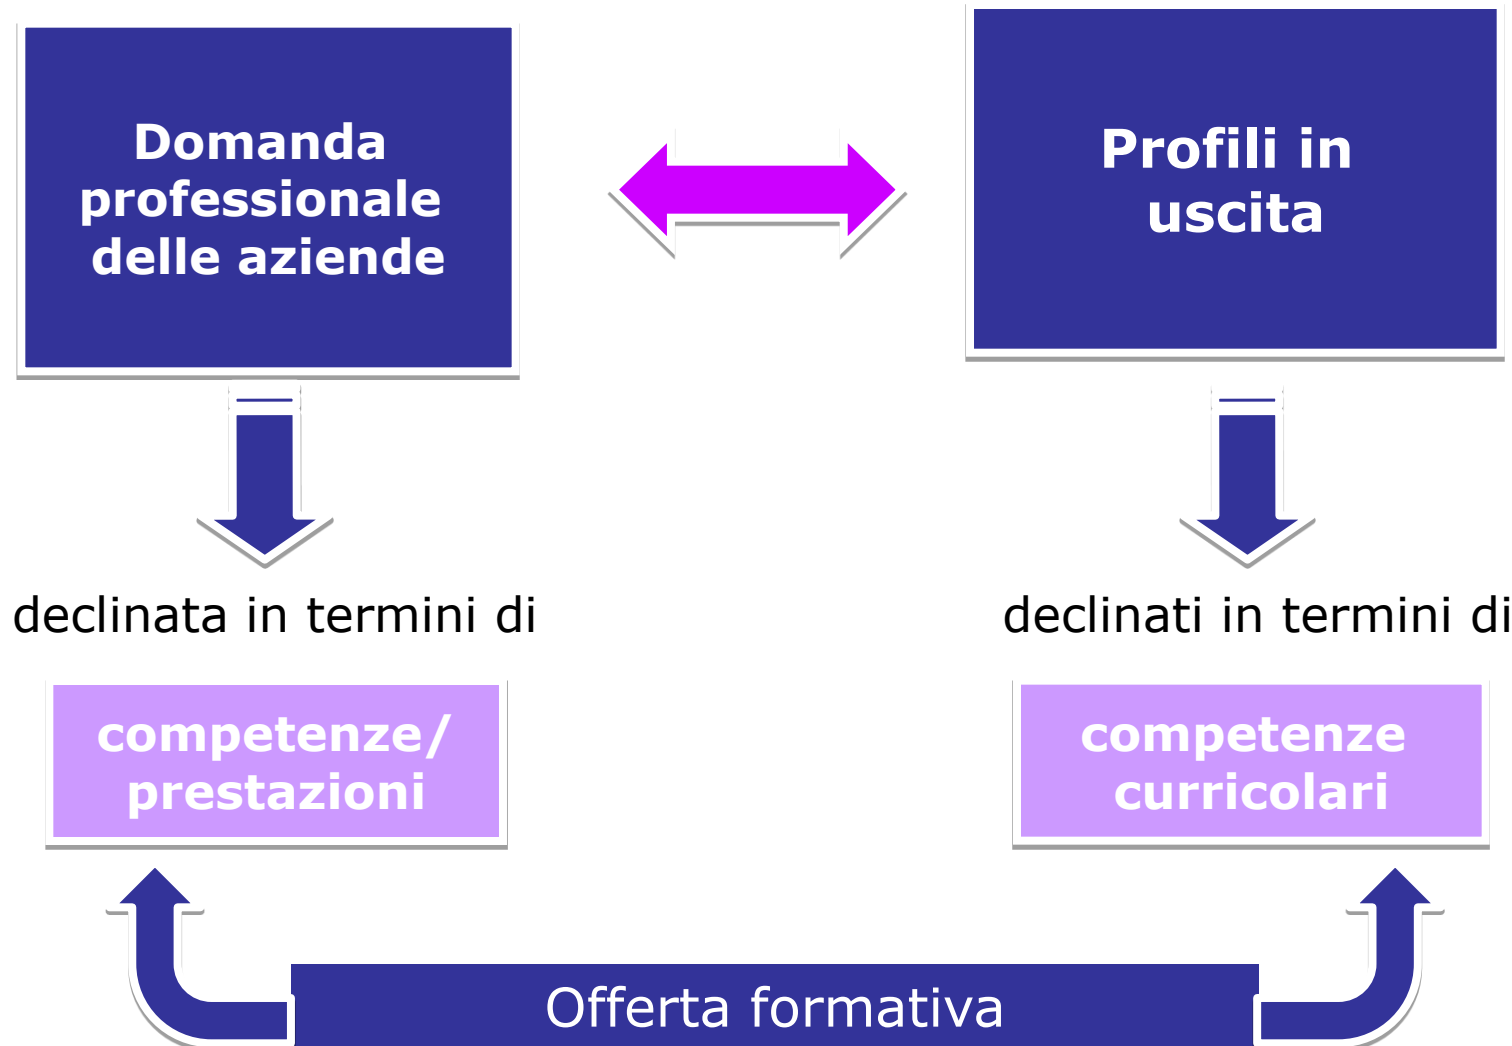 Domanda
professionale
delle aziende
Profili in
uscita
declinata in termini di
declinati in termini di
competenze/
prestazioni
competenze
curricolari
Offerta formativa